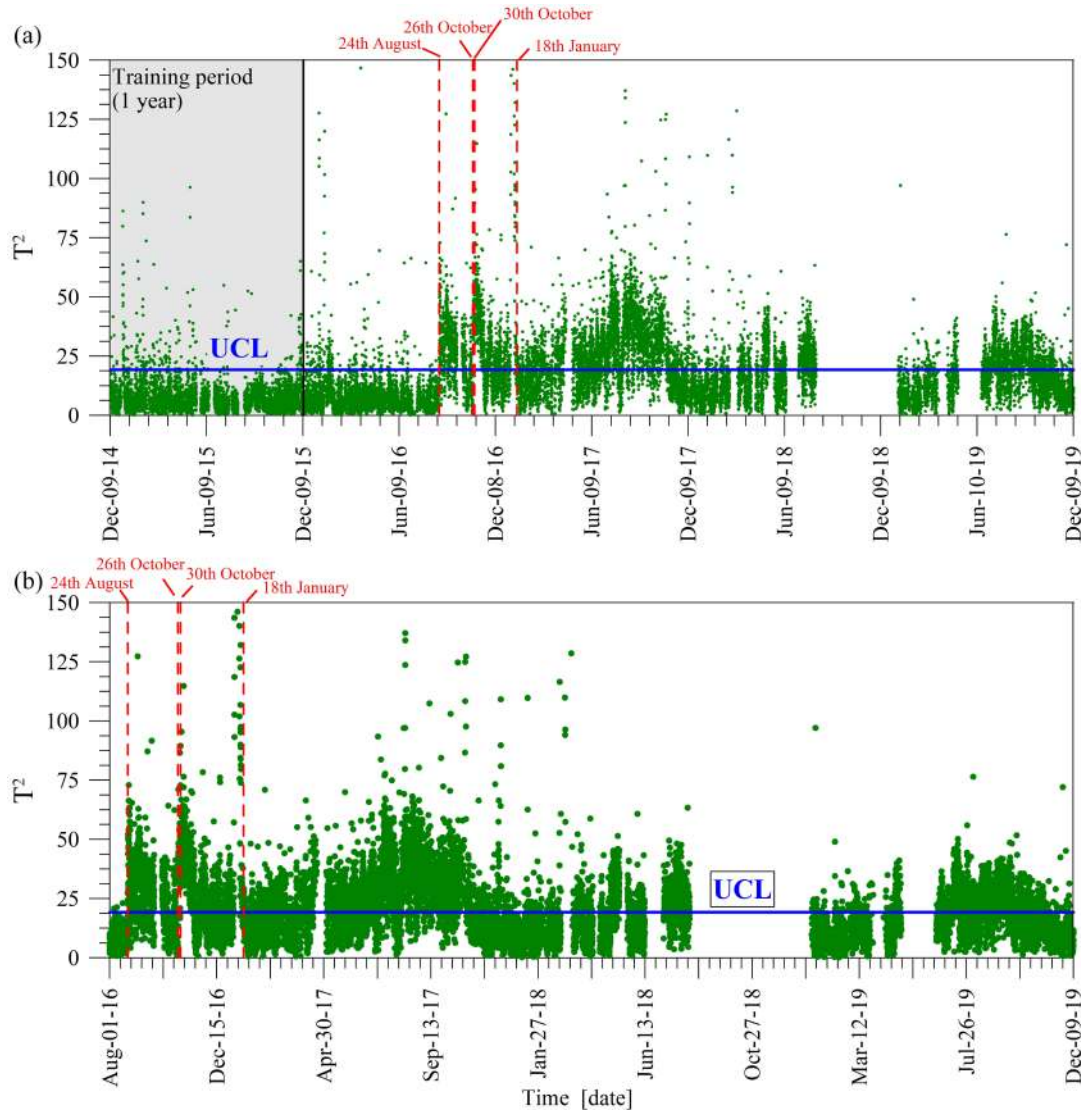 (a)
26th October
30th October
24th August
18th January
150
125
100
75
50
25
0
T²
Training period
(1 year)
UCL
Dec-09-14
Jun-09-15
Dec-09-15
Jun-09-16
Dec-08-16
Jun-09-17
Dec-09-17
Jun-09-18
Dec-09-18
Jun-10-19
Dec-09-19
(b)
26th October
24th August
30th October
18th January
150
125
100
75
50
25
0
T²
UCL
Aug-01-16
Dec-15-16
Apr-30-17
Sep-13-17
Jan-27-18
Jun-13-18
Oct-27-18
Mar-12-19
Jul-26-19
Dec-09-19
Time [date]